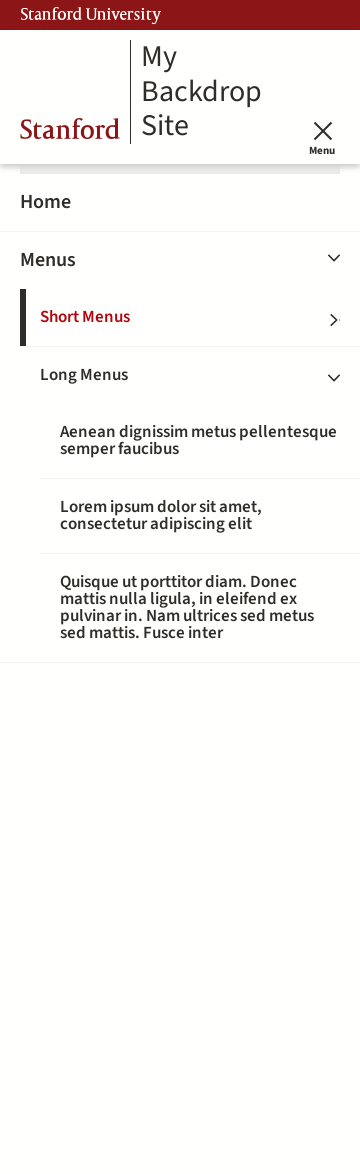 Stanford University
My
Backdrop
Site
Stanford
Menu
Home
Menus
Short Menus
Long Menus
Aenean dignissim metus pellentesque
semper faucibus
Lorem ipsum dolor sit amet,
consectetur adipiscing elit
Quisque ut porttitor diam. Donec
mattis nulla ligula, in eleifend ex
pulvinar in. Nam ultrices sed metus
sed mattis. Fusce inter